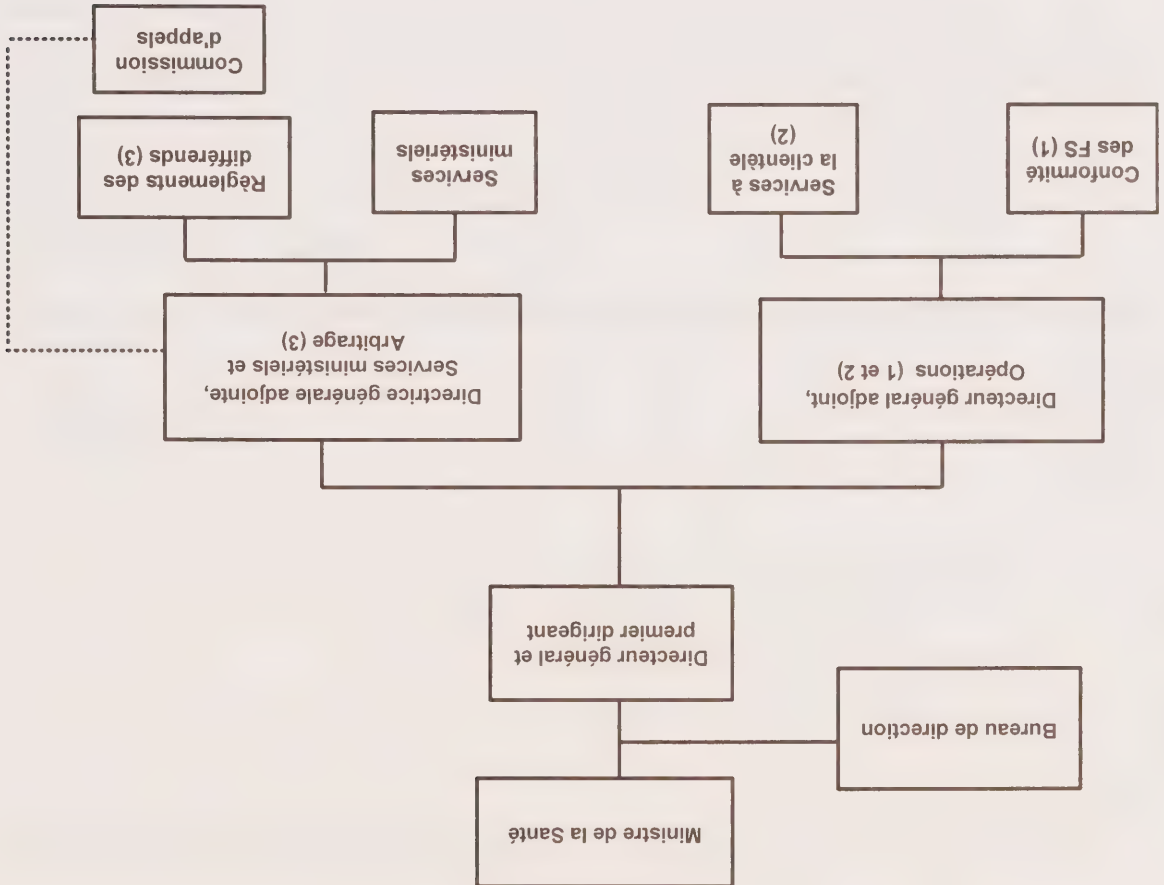 Ministre de la Santé
Bureau de direction
Directeur général et
premier dirigeant
Directeur général adjoint,
Opérations (1 et 2)
Directrice générale adjointe,
Services ministériels et
Arbitrage (3)
Conformité
des FS (1)
Services à
la clientèle
(2)
Services
ministériels
Règlements des
différends (3)
Commission
d'appels